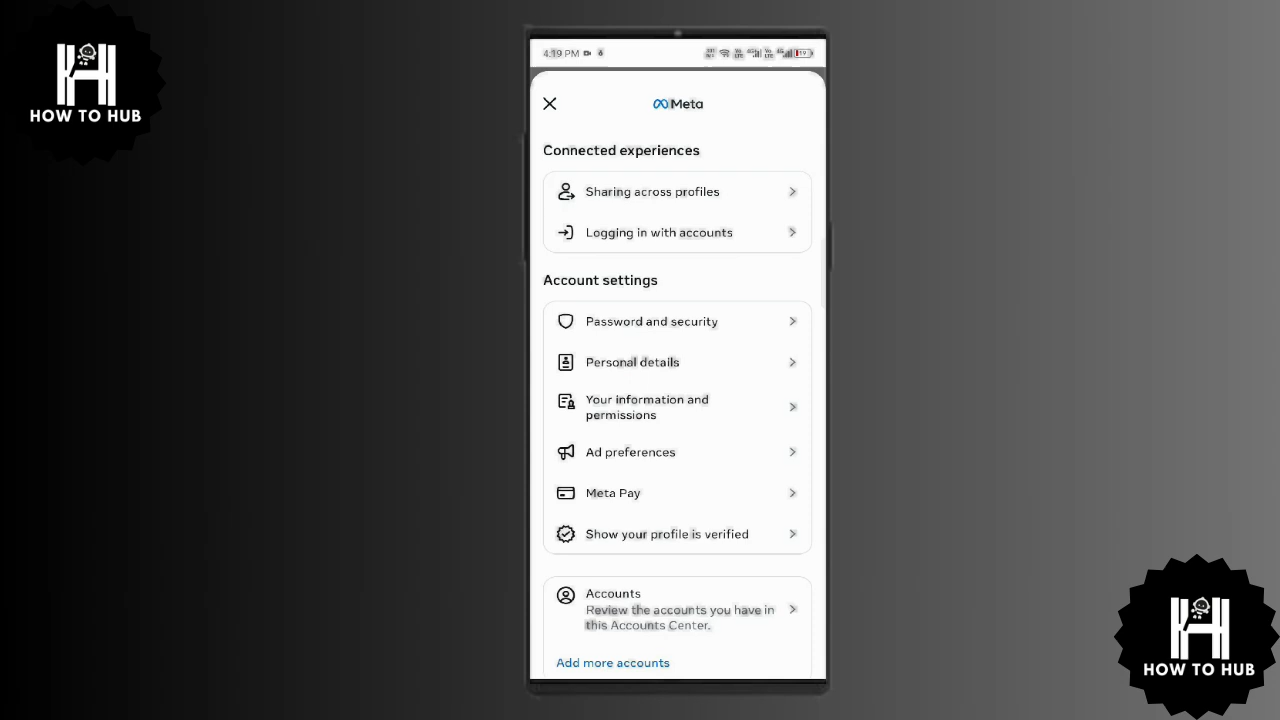 HOW TO HUB
4:19 PM
19
Meta
Connected experiences
Sharing across profiles
Logging in with accounts
Account settings
Password and security
Personal details
Your information and
permissions
Ad preferences
Meta Pay
Show your profile is verified
Accounts
Review the accounts you have in
this Accounts Center.
Add more accounts
HOW TO HUB